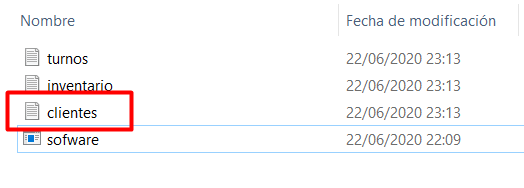 Nombre Fecha de modificación
turnos 22/06/2020 23:13
inventario 22/06/2020 23:13
clientes 22/06/2020 23:13
sofware 22/06/2020 22:09